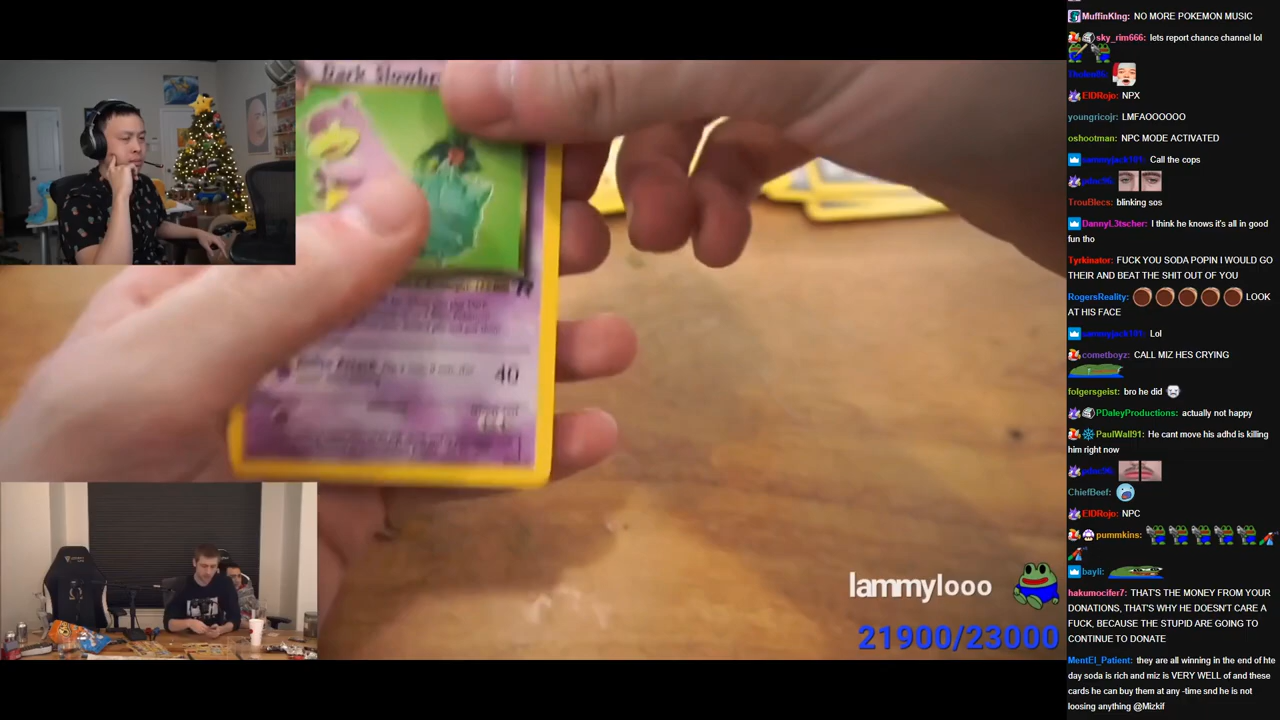 MuffinKIng: NO MORE POKEMON MUSIC
sky_rim666: lets report chance channel lol
ElDRojo: NPX
youngricojr: LMFAOOOOOO
oshootman: NPC MODE ACTIVATED
sammyjack101: Call the cops
TrouBlecs: blinking sos
DannyL3tscher: I think he knows it's all in good
fun tho
Tyrkinator: FUCK YOU SODA POPIN I WOULD GO
THEIR AND BEAT THE SHIT OUT OF YOU
RogersReality: LOOK
AT HIS FACE
sammyjack101: Lol
cometboyz: CALL MIZ HES CRYING
folgersgeist: bro he did
PDaleyProductions: actually not happy
PaulWall91: He cant move his adhd is killing
him right now
ChiefBeef:
ElDRojo: NPC
pummkins:
bayli:
hakumocifer7: THAT'S THE MONEY FROM YOUR
DONATIONS, THAT'S WHY HE DOESN'T CARE A
FUCK, BECAUSE THE STUPID ARE GOING TO
CONTINUE TO DONATE
MentEl_Patient: they are all winning in the end of hte
day soda is rich and miz is VERY WELL of and these
cards he can buy them at any -time snd he is not
loosing anything @Mizkif
Dark
40
lammylooo
21900/23000